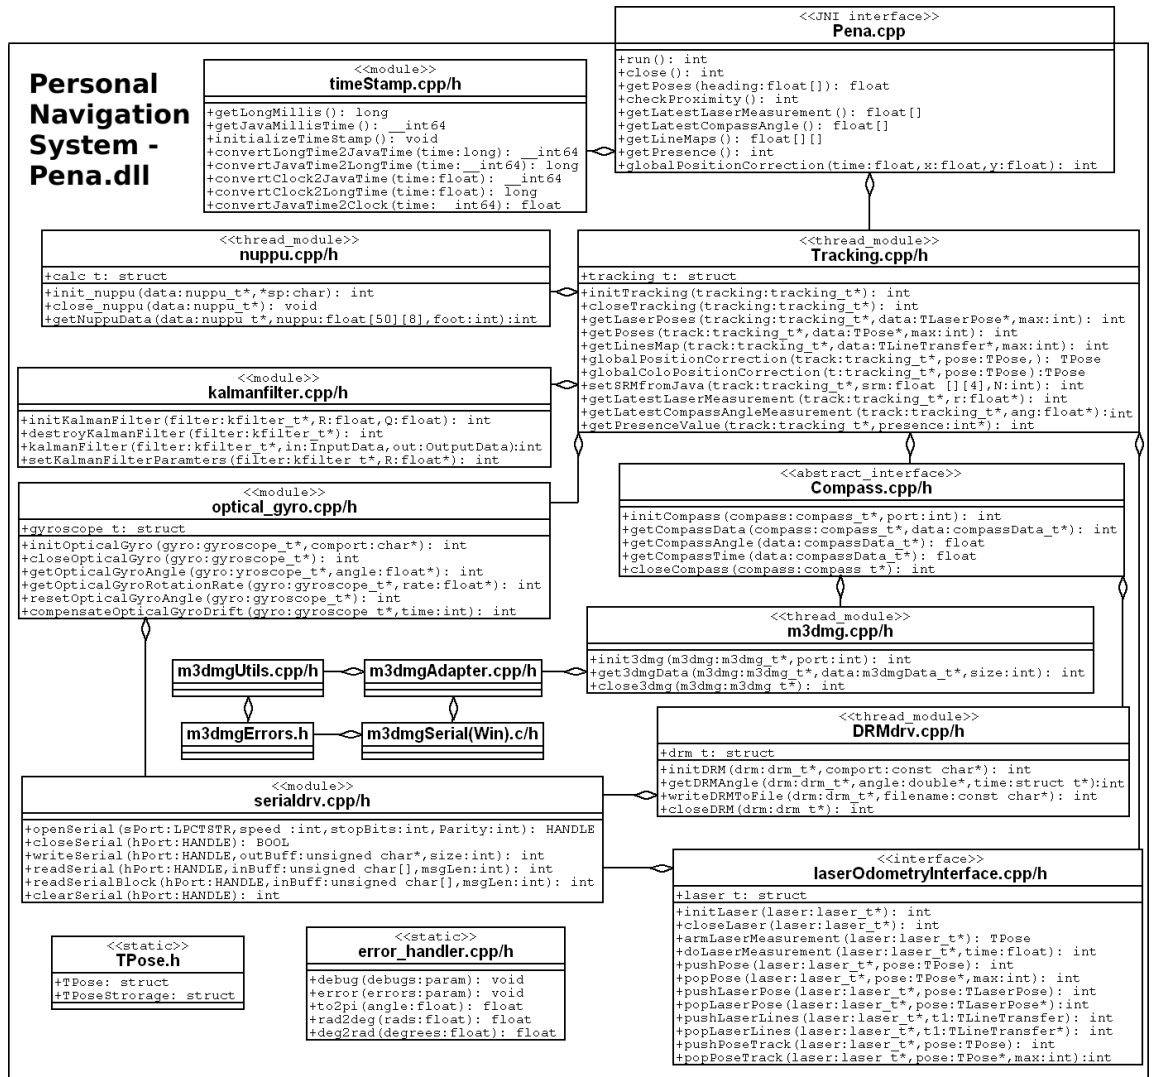 Personal
Navigation
System -
Pena.dll
<<JNI interface>>
Pena.cpp
+run(): int
+close(): int
+getPoses(heading:float[]): float
+checkProximity(): int
+getLatestLaserMeasurement(): float[]
+getLatestCompassAngle(): float[]
+getLineMaps(): float[][]
+getPresence(): int
+globalPositionCorrection(time:float,x:float,y:float): int
<<module>>
timeStamp.cpp/h
+getLongMillis(): long
+getJavaMillisTime(): __int64
+initializeTimeStamp(): void
+convertLongTime2JavaTime(time:long): __int64
+convertJavaTime2LongTime(time:__int64): long
+convertClock2JavaTime(time:float): __int64
+convertClock2LongTime(time:float): long
+convertJavaTime2Clock(time:__int64): float
<<thread_module>>
nuppu.cpp/h
+calc_t: struct
+init_nuppu(data:nuppu_t*,*sp:char): int
+close_nuppu(data:nuppu_t*): void
+getNuppuData(data:nuppu_t*,nuppu:float[50][8],foot:int):int
<<thread_module>>
Tracking.cpp/h
+tracking_t: struct
+initTracking(tracking:tracking_t*): int
+closeTracking(tracking:tracking_t*): int
+getLaserPoses(tracking:tracking_t*,data:TLaserPose*,max:int): int
+getPoses(track:tracking_t*,data:TPose*,max:int): int
+getLinesMap(track:tracking_t*,data:TLineTransfer*,max:int): int
+globalPositionCorrection(track:tracking_t*,pose:TPose,): TPose
+globalColoPositionCorrection(t:tracking_t*,pose:TPose):TPose
+setSRMfromJava(track:tracking_t*,srm:float [][4],N:int): int
+getLatestLaserMeasurement(track:tracking_t*,r:float*): int
+getLatestCompassAngleMeasurement(track:tracking_t*,ang:float*):int
+getPresenceValue(track:tracking_t*,presence:int*): int
<<module>>
kalmanfilter.cpp/h
+initKalmanFilter(filter:kfilter_t*,R:float,Q:float): int
+destroyKalmanFilter(filter:kfilter_t*): int
+kalmanFilter(filter:kfilter_t*,in:InputData,out:OutputData):int
+setKalmanFilterParamters(filter:kfilter_t*,R:float*): int
<<module>>
optical_gyro.cpp/h
+gyroscope_t: struct
+initOpticalGyro(gyro:gyroscope_t*,comport:char*): int
+closeOpticalGyro(gyro:gyroscope_t*): int
+getOpticalGyroAngle(gyro:yroscope_t*,angle:float*): int
+getOpticalGyroRotationRate(gyro:gyroscope_t*,rate:float*): int
+resetOpticalGyroAngle(gyro:gyroscope_t*): int
+compensateOpticalGyroDrift(gyro:gyroscope_t*,time:int): int
<<abstract_interface>>
Compass.cpp/h
+initCompass(compass:compass_t*,port:int): int
+getCompassData(compass:compass_t*,data:compassData_t*): int
+getCompassAngle(data:compassData_t*): float
+getCompassTime(data:compassData_t*): float
+closeCompass(compass:compass_t*): int
<<thread_module>>
m3dmg.cpp/h
+init3dmg(m3dmg:m3dmg_t*,port:int): int
+get3dmgData(m3dmg:m3dmg_t*,data:m3dmgData_t*,size:int): int
+close3dmg(m3dmg:m3dmg_t*): int
m3dmgUtils.cpp/h
m3dmgAdapter.cpp/h
m3dmgErrors.h
m3dmgSerial(Win).c/h
<<thread_module>>
DRMdrv.cpp/h
+drm_t: struct
+initDRM(drm:drm_t*,comport:const char*): int
+getDRMAngle(drm:drm_t*,angle:double*,time:struct t*):int
+writeDRMToFile(drm:drm_t*,filename:const char*): int
+closeDRM(drm:drm_t*): int
<<module>>
serialdrv.cpp/h
+openSerial(sPort:LPCTSTR,speed :int,stopBits:int,Parity:int): HANDLE
+closeSerial(hPort:HANDLE): BOOL
+writeSerial(hPort:HANDLE,outBuff:unsigned char*,size:int): int
+readSerial(hPort:HANDLE,inBuff:unsigned char[],msgLen:int): int
+readSerialBlock(hPort:HANDLE,inBuff:unsigned char[],msgLen:int): int
+clearSerial(hPort:HANDLE): int
<<interface>>
laserOdometryInterface.cpp/h
+laser_t: struct
+initLaser(laser:laser_t*): int
+closeLaser(laser:laser_t*): int
+armLaserMeasurement(laser:laser_t*): TPose
+doLaserMeasurement(laser:laser_t*,time:float): int
+pushPose(laser:laser_t*,pose:TPose): int
+popPose(laser:laser_t*,pose:TPose*,max:int): int
+pushLaserPose(laser:laser_t*,pose:TLaserPose): int
+popLaserPose(laser:laser_t*,pose:TLaserPose*):int
+pushLaserLines(laser:laser_t*,t1:TLineTransfer): int
+popLaserLines(laser:laser_t*,t1:TLineTransfer*): int
+pushPoseTrack(laser:laser_t*,pose:TPose): int
+popPoseTrack(laser:laser_t*,pose:TPose*,max:int):int
<<static>>
TPose.h
+TPose: struct
+TPoseStrorage: struct
<<static>>
error_handler.cpp/h
+debug(debugs:param): void
+error(errors:param): void
+to2pi(angle:float): float
+rad2deg(rads:float): float
+deg2rad(degrees:float): float